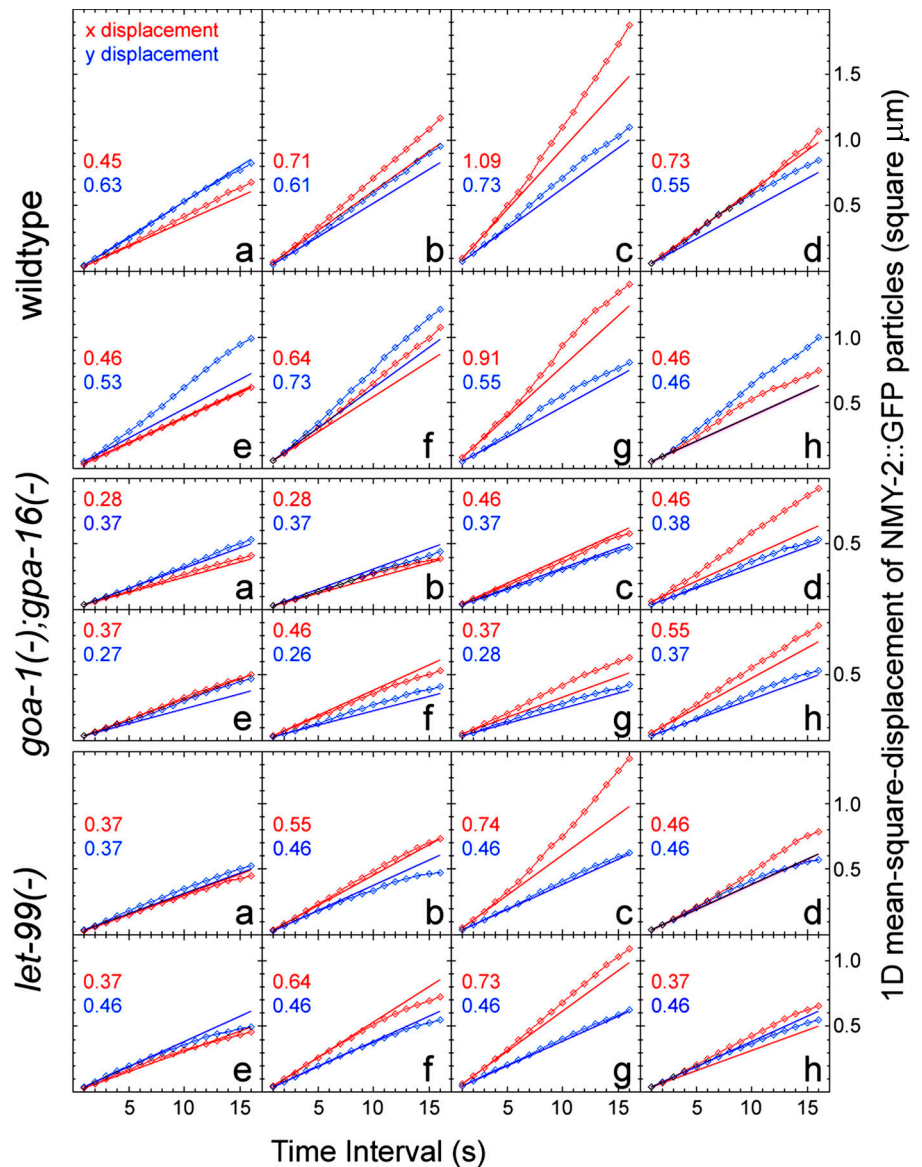 x displacement
y displacement
wildtype
0.45
0.63
a
0.71
0.61
b
1.09
0.73
c
0.73
0.55
d
1.5
1.0
0.5
0.46
0.53
e
0.64
0.73
f
0.91
0.55
g
0.46
0.46
h
1.0
0.5
goa-1(-);gpa-16(-)
0.28
0.37
a
0.28
0.37
b
0.46
0.37
c
0.46
0.38
d
0.5
0.37
0.27
e
0.46
0.26
f
0.37
0.28
g
0.55
0.37
h
0.5
let-99(-)
0.37
0.37
a
0.55
0.46
b
0.74
0.46
c
0.46
0.46
d
1.0
0.5
0.37
0.46
e
0.64
0.46
f
0.73
0.46
g
0.37
0.46
h
1.0
0.5
5 10 15 5 10 15 5 10 15 5 10 15
Time Interval (s)
1D mean-square-displacement of NMY-2::GFP particles (square μm)